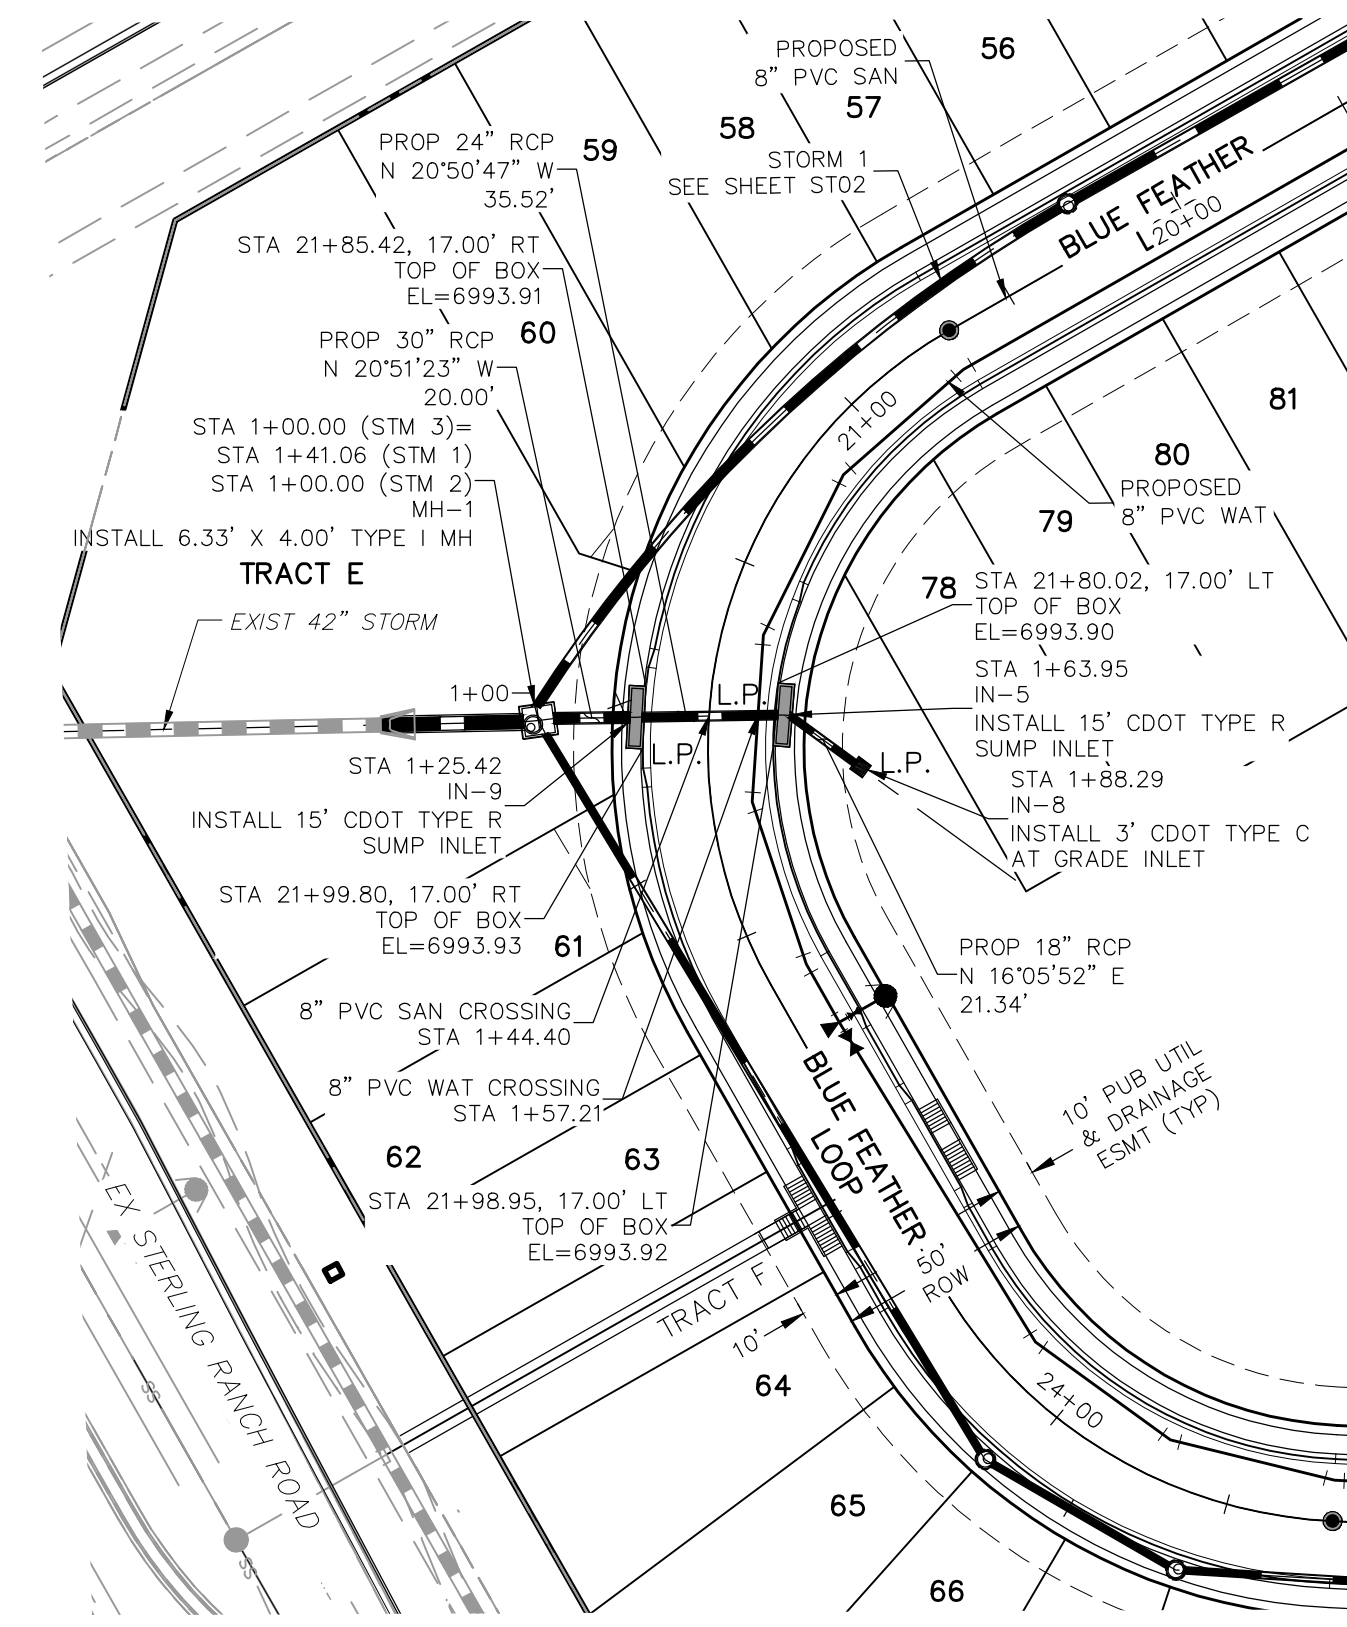 PROPOSED
8" PVC SAN
56
57
58
59
PROP 24" RCP
N 20°50'47" W
35.52'
STORM 1
SEE SHEET ST02
BLUE FEATHER
L
20+00
STA 21+85.42, 17.00' RT
TOP OF BOX
EL=6993.91
60
PROP 30" RCP
N 20°51'23" W
20.00'
STA 1+00.00 (STM 3)=
STA 1+41.06 (STM 1)
STA 1+00.00 (STM 2)
MH-1
INSTALL 6.33' X 4.00' TYPE I MH
TRACT E
EXIST 42" STORM
21+00
81
80
PROPOSED
8" PVC WAT
79
78
STA 21+80.02, 17.00' LT
TOP OF BOX
EL=6993.90
STA 1+63.95
IN-5
INSTALL 15' CDOT TYPE R
SUMP INLET
1+00
L.P.
L.P.
L.P.
STA 1+88.29
IN-8
INSTALL 3' CDOT TYPE C
AT GRADE INLET
STA 1+25.42
IN-9
INSTALL 15' CDOT TYPE R
SUMP INLET
STA 21+99.80, 17.00' RT
TOP OF BOX
EL=6993.93
61
PROP 18" RCP
N 16°05'52" E
21.34'
8" PVC SAN CROSSING
STA 1+44.40
8" PVC WAT CROSSING
STA 1+57.21
BLUE FEATHER
LOOP
10' PUB UTIL
& DRAINAGE
ESMT (TYP)
62
63
STA 21+98.95, 17.00' LT
TOP OF BOX
EL=6993.92
50'
ROW
TRACT F
10'
EX STERLING RANCH ROAD
SS
SS
64
24+00
65
66